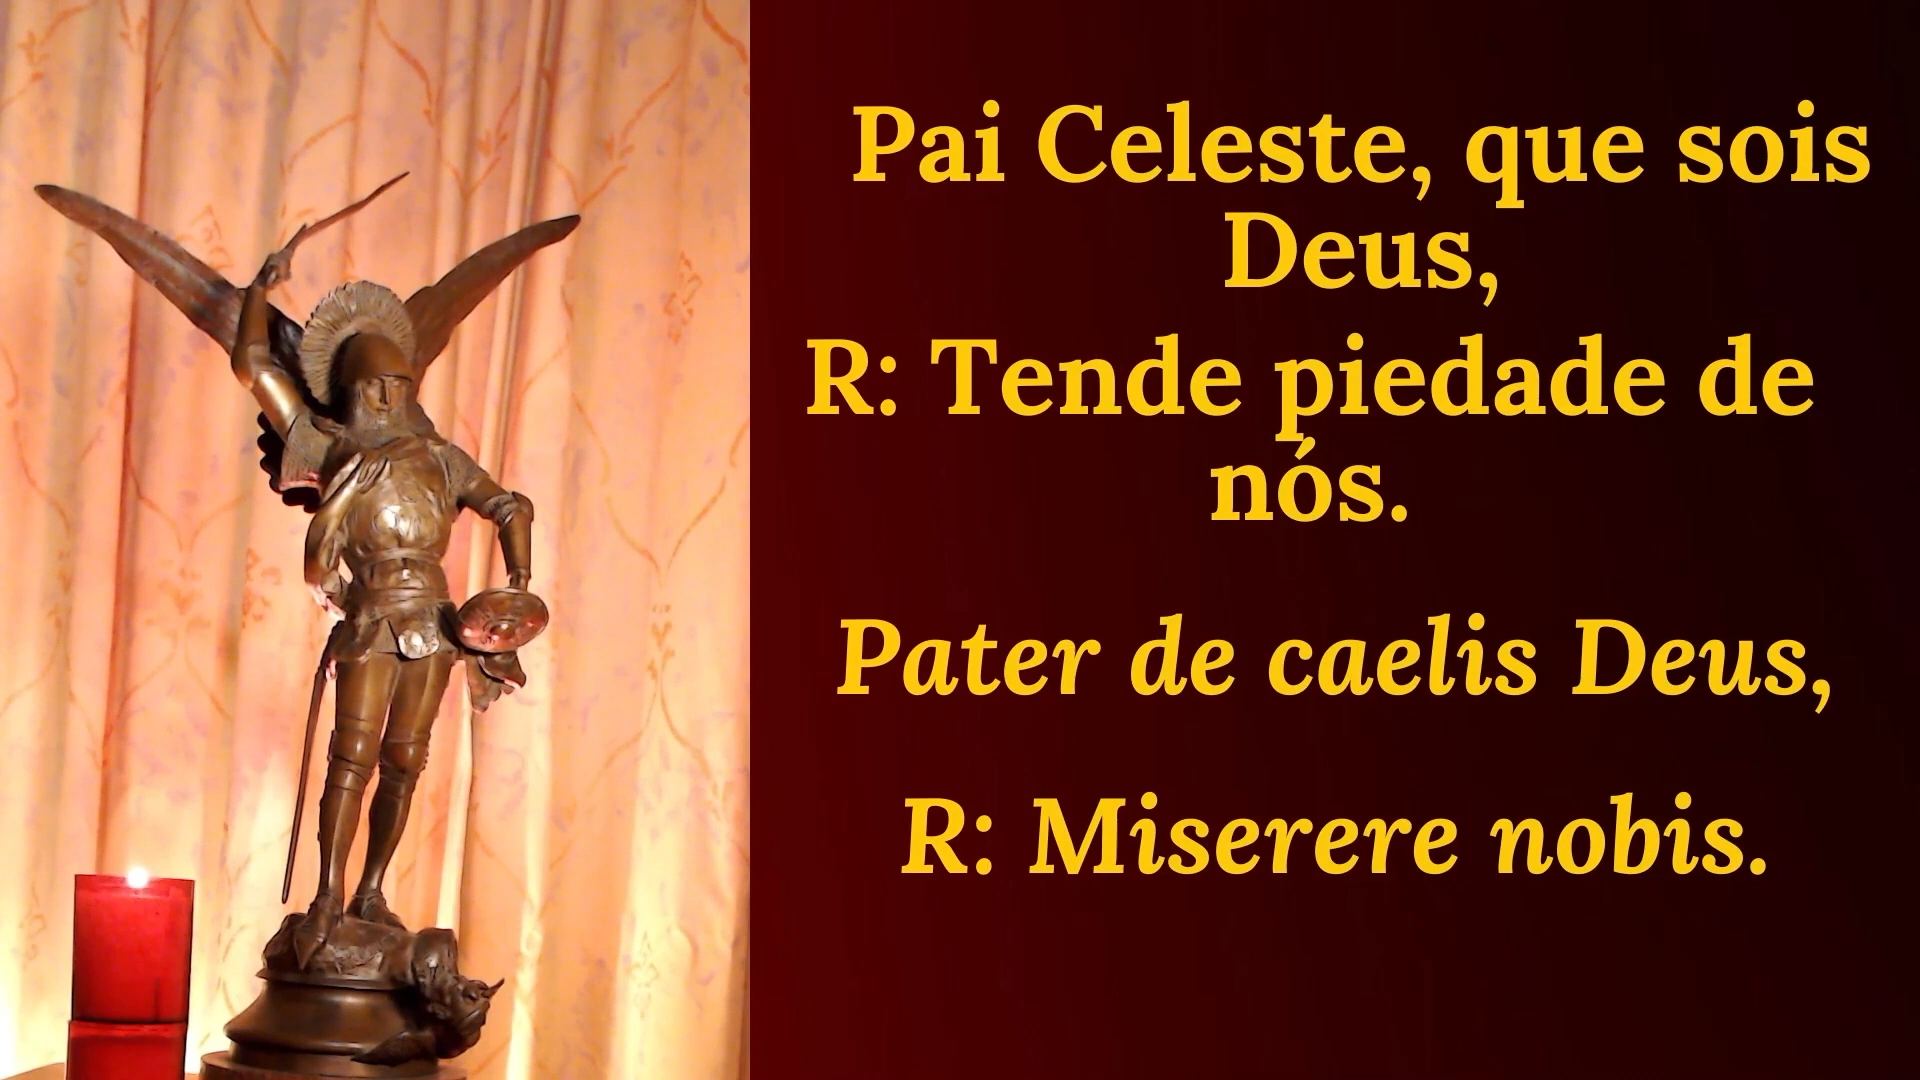 Pai Celeste, que sois
Deus,
R: Tende piedade de
nós.
Pater de caelis Deus,
R: Miserere nobis.